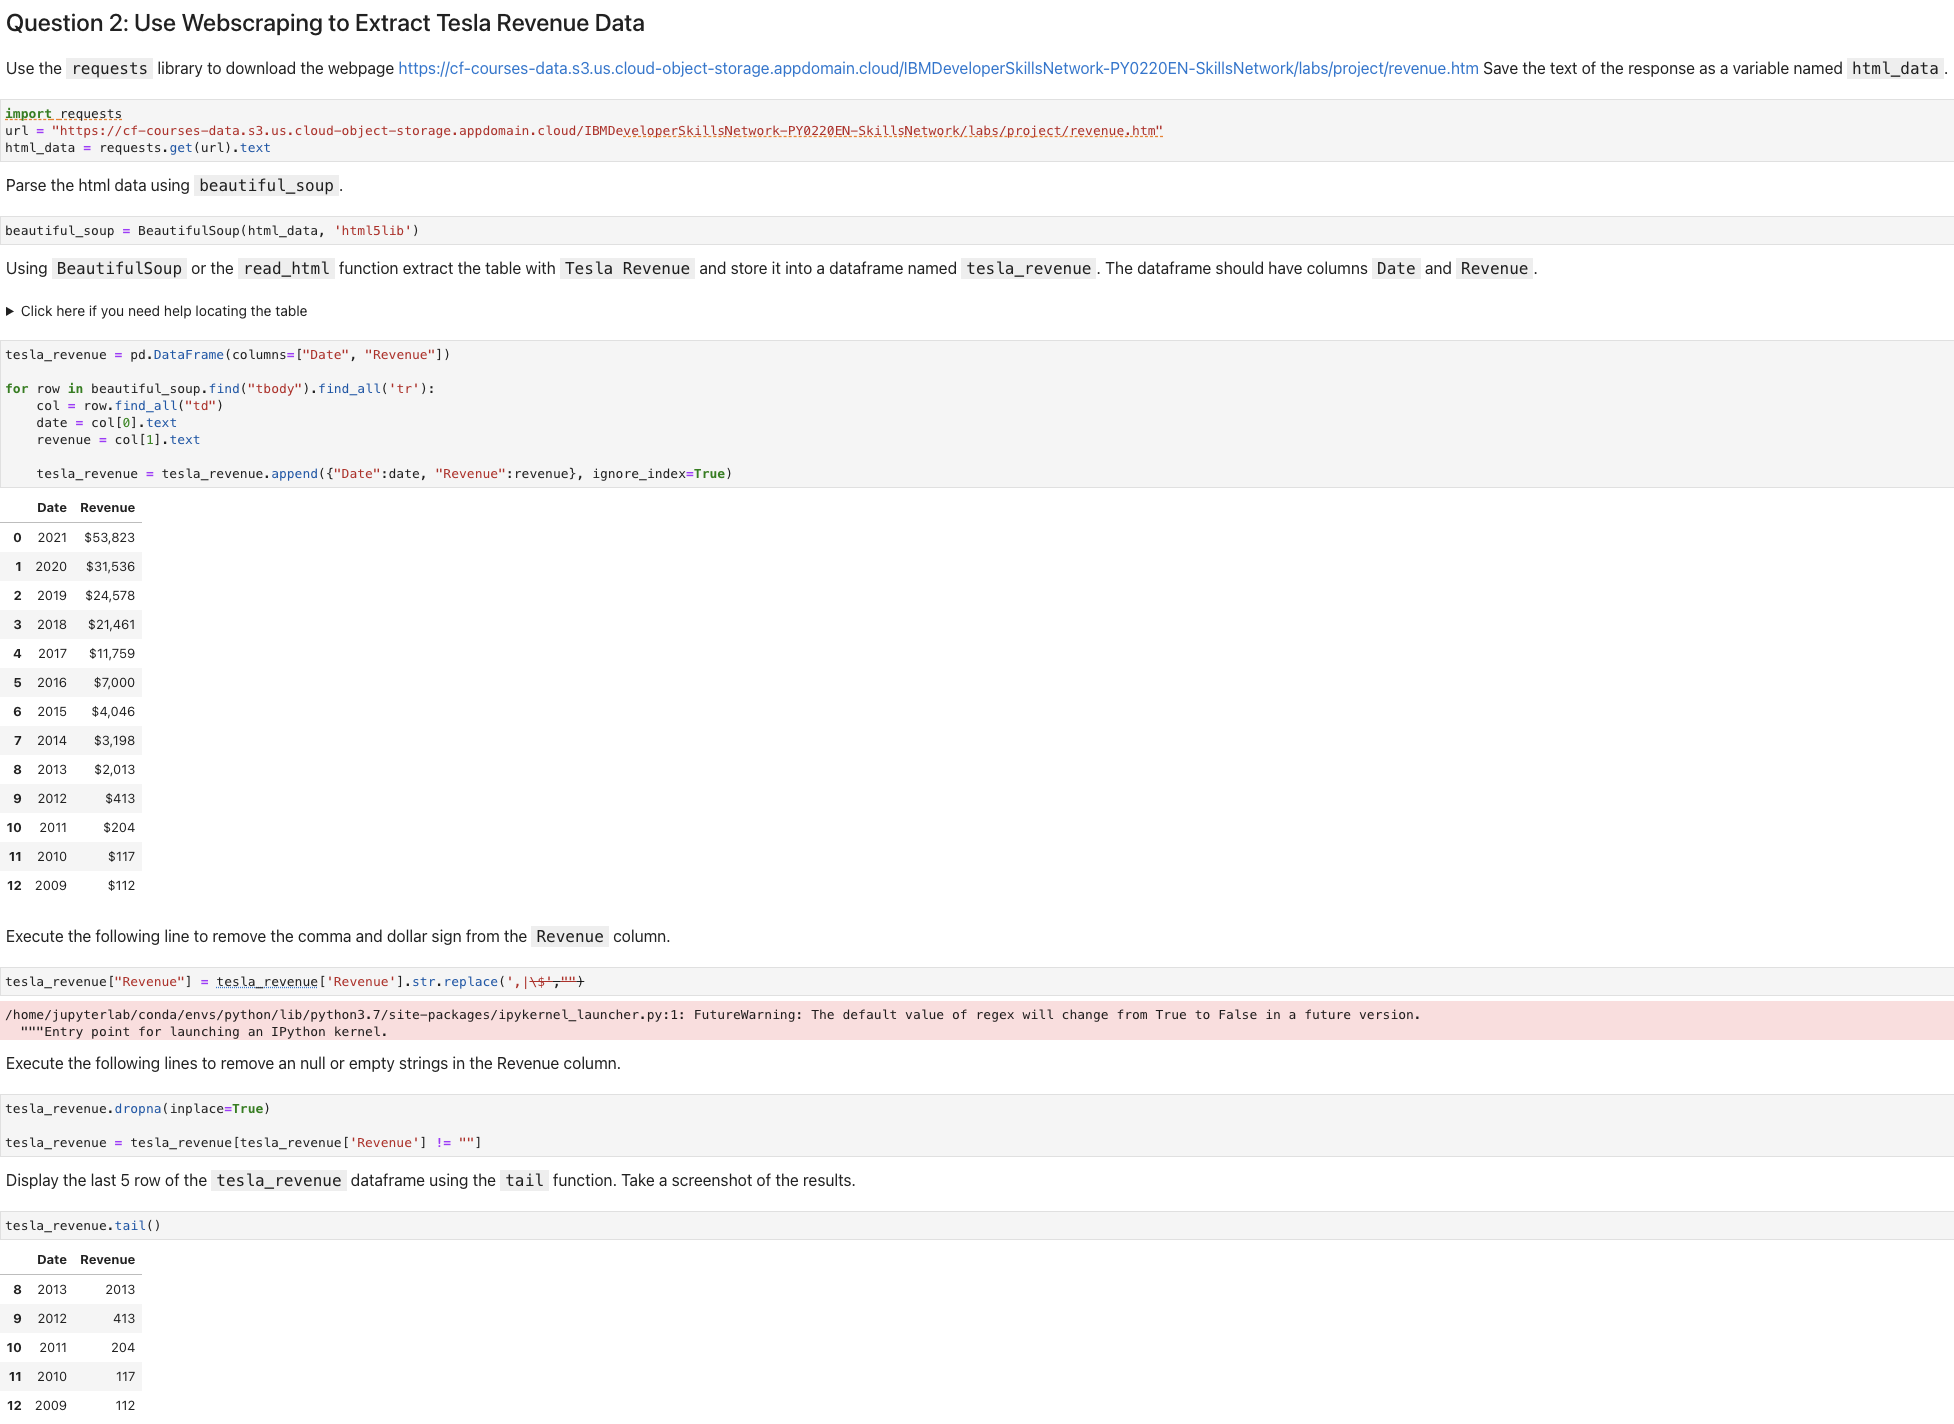 Question 2: Use Webscraping to Extract Tesla Revenue Data
Use the requests library to download the webpage https://cf-courses-data.s3.us.cloud-object-storage.appdomain.cloud/IBMDeveloperSkillsNetwork-PY0220EN-SkillsNetwork/labs/project/revenue.htm Save the text of the response as a variable named html_data .
import requests
url = "https://cf-courses-data.s3.us.cloud-object-storage.appdomain.cloud/IBMDeveloperSkillsNetwork-PY0220EN-SkillsNetwork/labs/project/revenue.htm"
html_data = requests.get(url).text
Parse the html data using beautiful_soup .
beautiful_soup = BeautifulSoup(html_data, 'html5lib')
Using BeautifulSoup or the read_html function extract the table with Tesla Revenue and store it into a dataframe named tesla_revenue . The dataframe should have columns Date and Revenue .
▶ Click here if you need help locating the table
tesla_revenue = pd.DataFrame(columns=["Date", "Revenue"])
for row in beautiful_soup.find("tbody").find_all('tr'):
    col = row.find_all("td")
    date = col[0].text
    revenue = col[1].text
    tesla_revenue = tesla_revenue.append({"Date":date, "Revenue":revenue}, ignore_index=True)
Date Revenue
0 2021 $53,823
1 2020 $31,536
2 2019 $24,578
3 2018 $21,461
4 2017 $11,759
5 2016 $7,000
6 2015 $4,046
7 2014 $3,198
8 2013 $2,013
9 2012 $413
10 2011 $204
11 2010 $117
12 2009 $112
Execute the following line to remove the comma and dollar sign from the Revenue column.
tesla_revenue["Revenue"] = tesla_revenue['Revenue'].str.replace(',|\$',"")
/home/jupyterlab/conda/envs/python/lib/python3.7/site-packages/ipykernel_launcher.py:1: FutureWarning: The default value of regex will change from True to False in a future version.
  """Entry point for launching an IPython kernel.
Execute the following lines to remove an null or empty strings in the Revenue column.
tesla_revenue.dropna(inplace=True)
tesla_revenue = tesla_revenue[tesla_revenue['Revenue'] != ""]
Display the last 5 row of the tesla_revenue dataframe using the tail function. Take a screenshot of the results.
tesla_revenue.tail()
Date Revenue
8 2013 2013
9 2012 413
10 2011 204
11 2010 117
12 2009 112